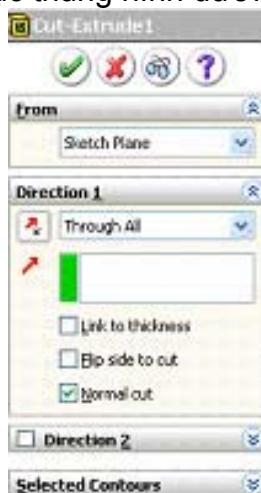 Cut-Extrude1
From
Sketch Plane
Direction 1
Through All
Link to thickness
Flip side to cut
Normal cut
Direction 2
Selected Contours